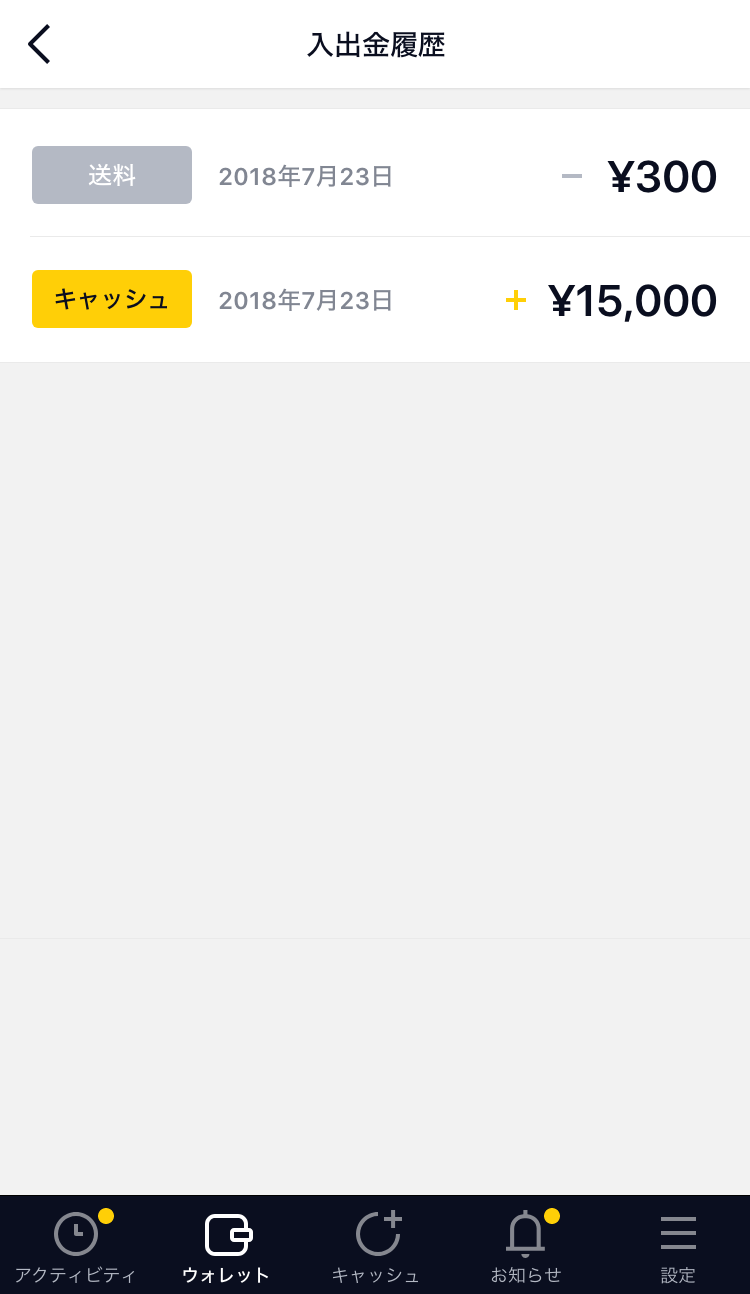 入出金履歴
送料 2018年7月23日 − ¥300
キャッシュ 2018年7月23日 + ¥15,000
アクティビティ ウォレット キャッシュ お知らせ 設定